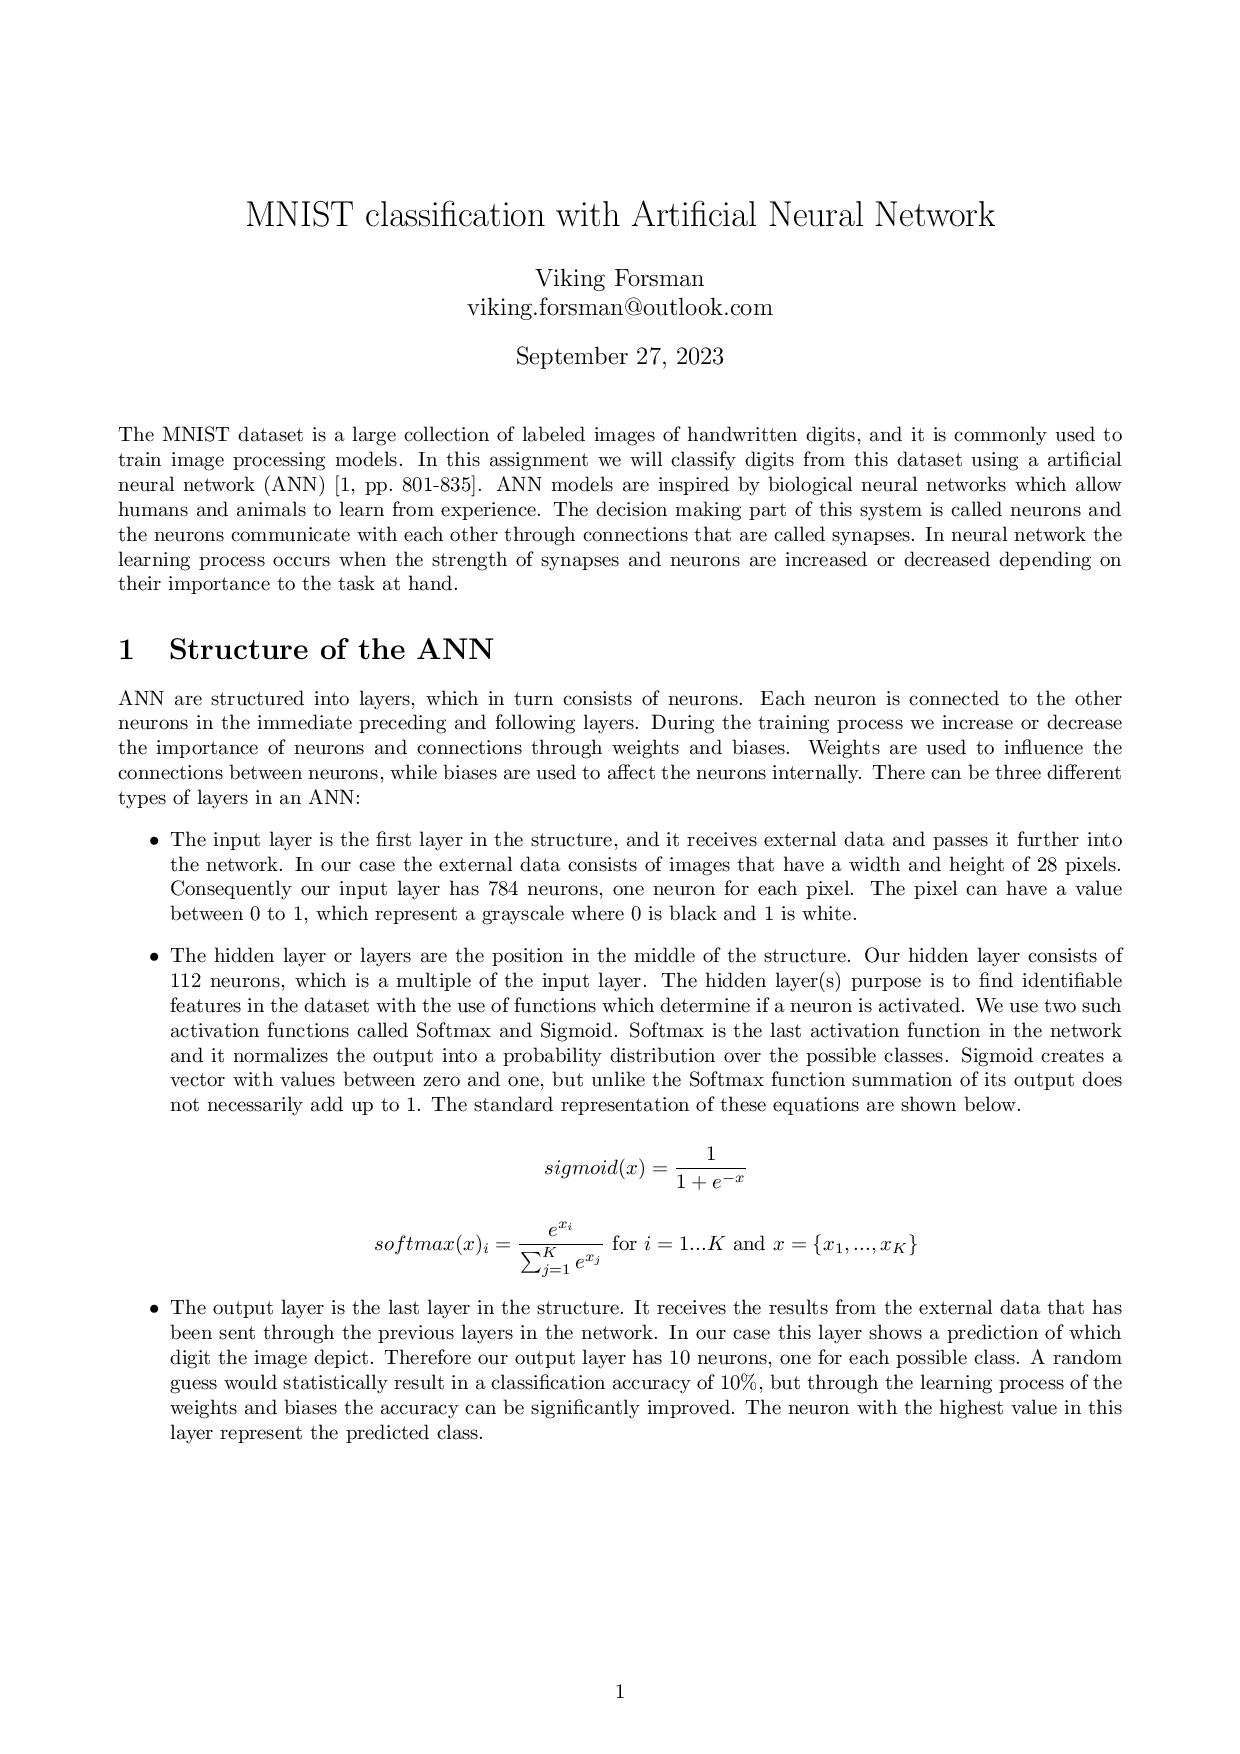 MNIST classification with Artificial Neural Network
Viking Forsman
viking.forsman@outlook.com
September 27, 2023
The MNIST dataset is a large collection of labeled images of handwritten digits, and it is commonly used to
train image processing models. In this assignment we will classify digits from this dataset using a artificial
neural network (ANN) [1, pp. 801-835]. ANN models are inspired by biological neural networks which allow
humans and animals to learn from experience. The decision making part of this system is called neurons and
the neurons communicate with each other through connections that are called synapses. In neural network the
learning process occurs when the strength of synapses and neurons are increased or decreased depending on
their importance to the task at hand.
1 Structure of the ANN
ANN are structured into layers, which in turn consists of neurons. Each neuron is connected to the other
neurons in the immediate preceding and following layers. During the training process we increase or decrease
the importance of neurons and connections through weights and biases. Weights are used to influence the
connections between neurons, while biases are used to affect the neurons internally. There can be three different
types of layers in an ANN:
• The input layer is the first layer in the structure, and it receives external data and passes it further into
the network. In our case the external data consists of images that have a width and height of 28 pixels.
Consequently our input layer has 784 neurons, one neuron for each pixel. The pixel can have a value
between 0 to 1, which represent a grayscale where 0 is black and 1 is white.
• The hidden layer or layers are the position in the middle of the structure. Our hidden layer consists of
112 neurons, which is a multiple of the input layer. The hidden layer(s) purpose is to find identifiable
features in the dataset with the use of functions which determine if a neuron is activated. We use two such
activation functions called Softmax and Sigmoid. Softmax is the last activation function in the network
and it normalizes the output into a probability distribution over the possible classes. Sigmoid creates a
vector with values between zero and one, but unlike the Softmax function summation of its output does
not necessarily add up to 1. The standard representation of these equations are shown below.
sigmoid(x) = \frac{1}{1 + e^{-x}}
softmax(x)_i = \frac{e^{x_i}}{\sum_{j=1}^{K} e^{x_j}} for i = 1...K and x = {x_1, ..., x_K}
• The output layer is the last layer in the structure. It receives the results from the external data that has
been sent through the previous layers in the network. In our case this layer shows a prediction of which
digit the image depict. Therefore our output layer has 10 neurons, one for each possible class. A random
guess would statistically result in a classification accuracy of 10%, but through the learning process of the
weights and biases the accuracy can be significantly improved. The neuron with the highest value in this
layer represent the predicted class.
1